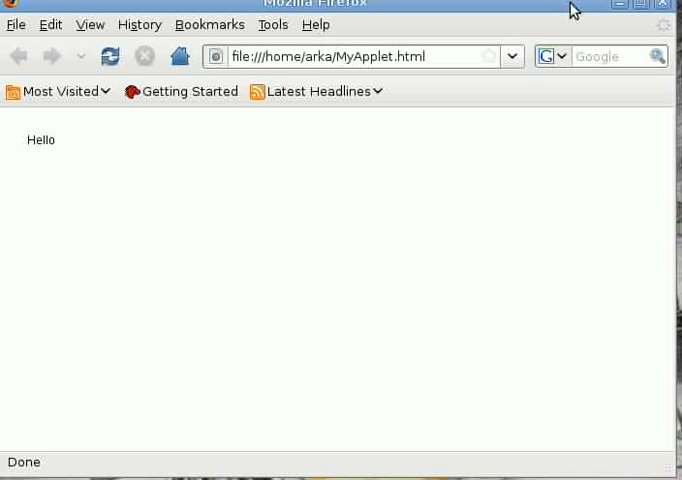 Mozilla Firefox
File Edit View History Bookmarks Tools Help
file:///home/arka/MyApplet.html G Google
Most Visited Getting Started Latest Headlines
Hello
Done